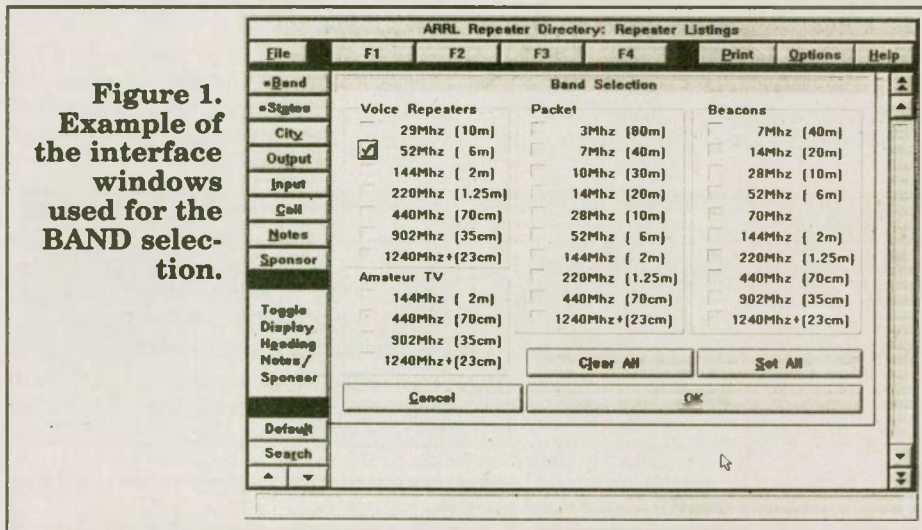 Figure 1.
Example of
the interface
windows
used for the
BAND selec-
tion.
ARRL Repeater Directory: Repeater Listings
File F1 F2 F3 F4 Print Options Help
Band
States
City
Output
Input
Call
Notes
Sponsor
Toggle
Display
Heading
Notes/
Sponsor
Default
Search
Band Selection
Voice Repeaters
29Mhz (10m)
52Mhz ( 6m)
144Mhz ( 2m)
220Mhz (1.25m)
440Mhz (70cm)
902Mhz (35cm)
1240Mhz+(23cm)
Amateur TV
144Mhz ( 2m)
440Mhz (70cm)
902Mhz (35cm)
1240Mhz+(23cm)
Packet
3Mhz (80m)
7Mhz (40m)
10Mhz (30m)
14Mhz (20m)
28Mhz (10m)
52Mhz ( 6m)
144Mhz ( 2m)
220Mhz (1.25m)
440Mhz (70cm)
1240Mhz+(23cm)
Beacons
7Mhz (40m)
14Mhz (20m)
28Mhz (10m)
52Mhz ( 6m)
70Mhz
144Mhz ( 2m)
220Mhz (1.25m)
440Mhz (70cm)
902Mhz (35cm)
1240Mhz+(23cm)
Clear All Set All
Cancel OK